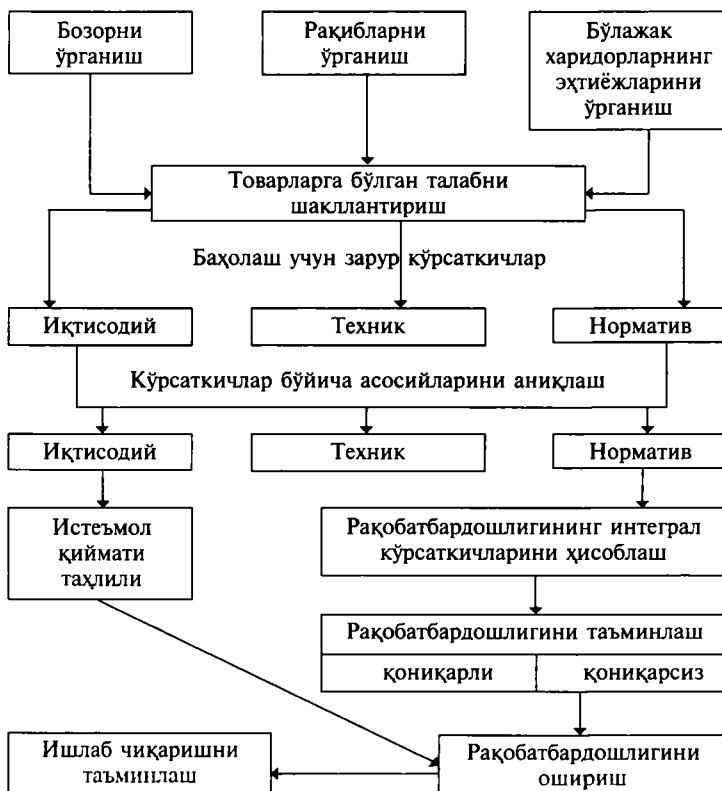 Бозорни
ўрганиш
Рақибларни
ўрганиш
Бўлажак
харидорларнинг
эҳтиёжларини
ўрганиш
Товарларга бўлган талабни
шакллантириш
Баҳолаш учун зарур кўрсаткичлар
Иқтисодий
Техник
Норматив
Кўрсаткичлар бўйича асосийларини аниқлаш
Иқтисодий
Техник
Норматив
Истеъмол
қиймати
таҳлили
Рақобатбардошлигининг интеграл
кўрсаткичларини ҳисоблаш
Рақобатбардошлигини таъминлаш
қониқарли
қониқарсиз
Ишлаб чиқаришни
таъминлаш
Рақобатбардошлигини
ошириш